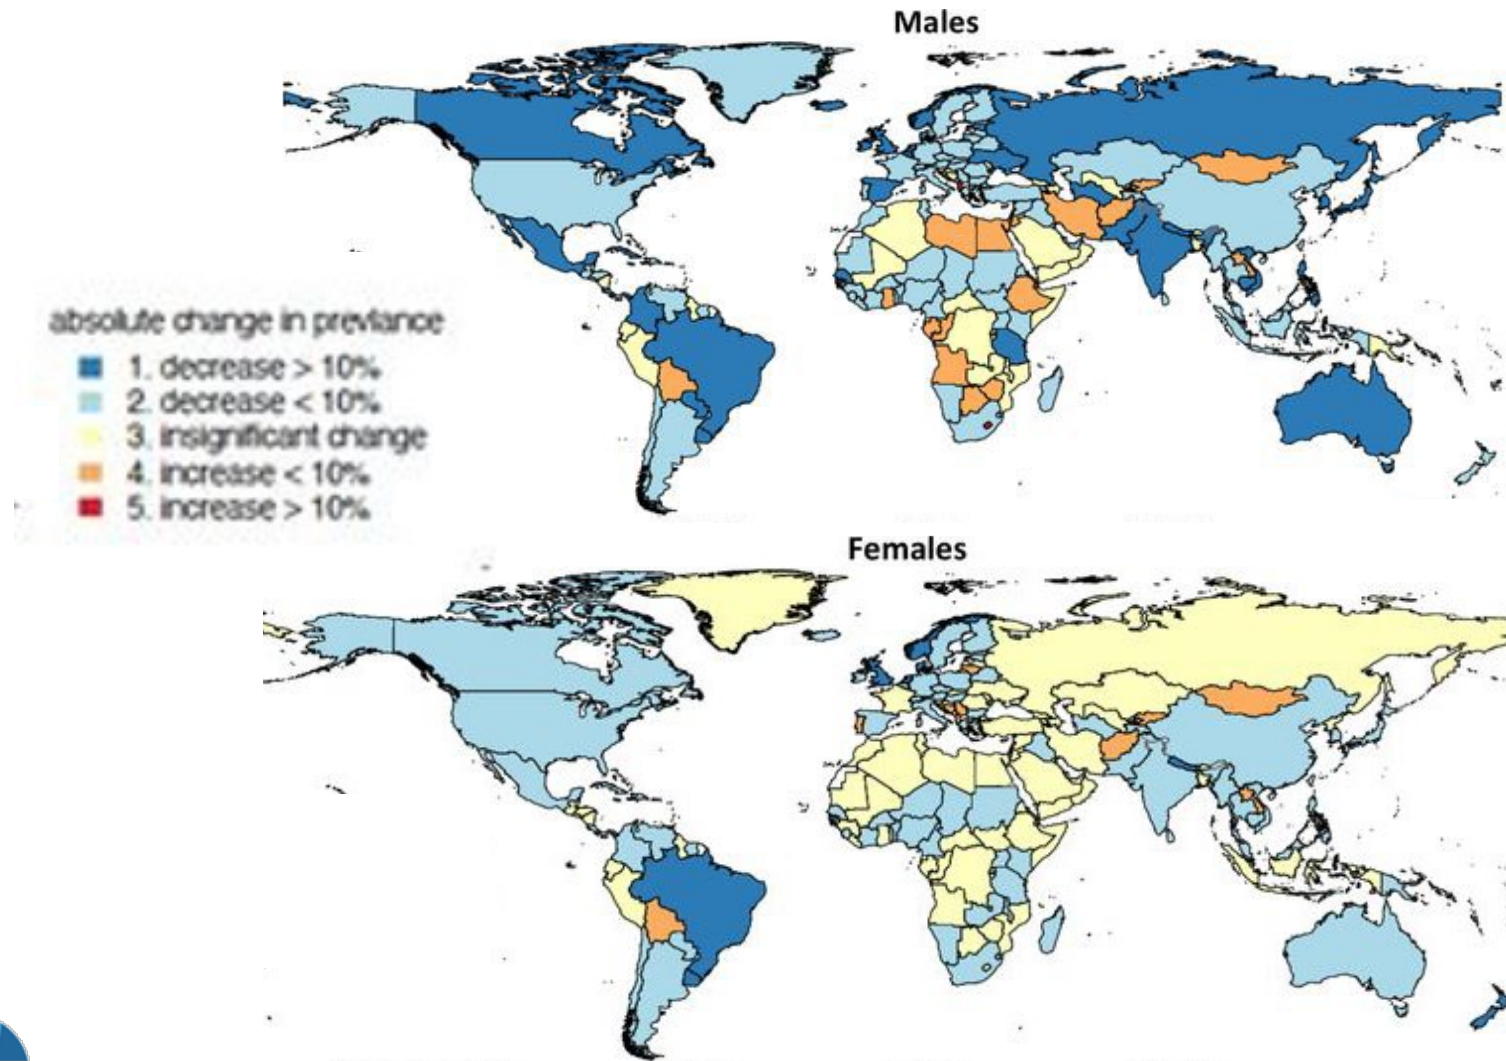 Males
absolute change in prevlance
1. decrease > 10%
2. decrease < 10%
3. insignificant change
4. increase < 10%
5. increase > 10%
Females